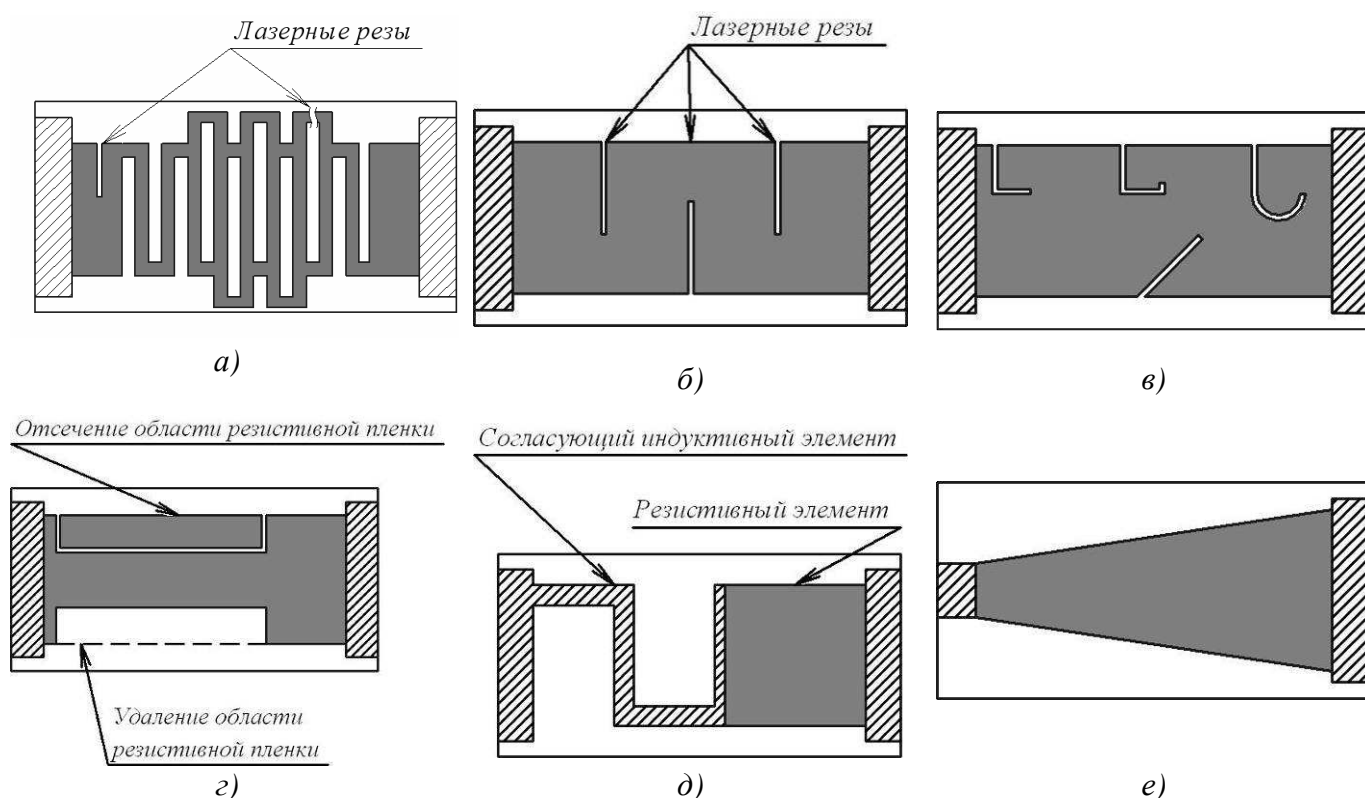 Лазерные резы
Лазерные резы
а)
б)
в)
Отсечение области резистивной пленки
Удаление области
резистивной пленки
Согласующий индуктивный элемент
Резистивный элемент
г)
д)
е)